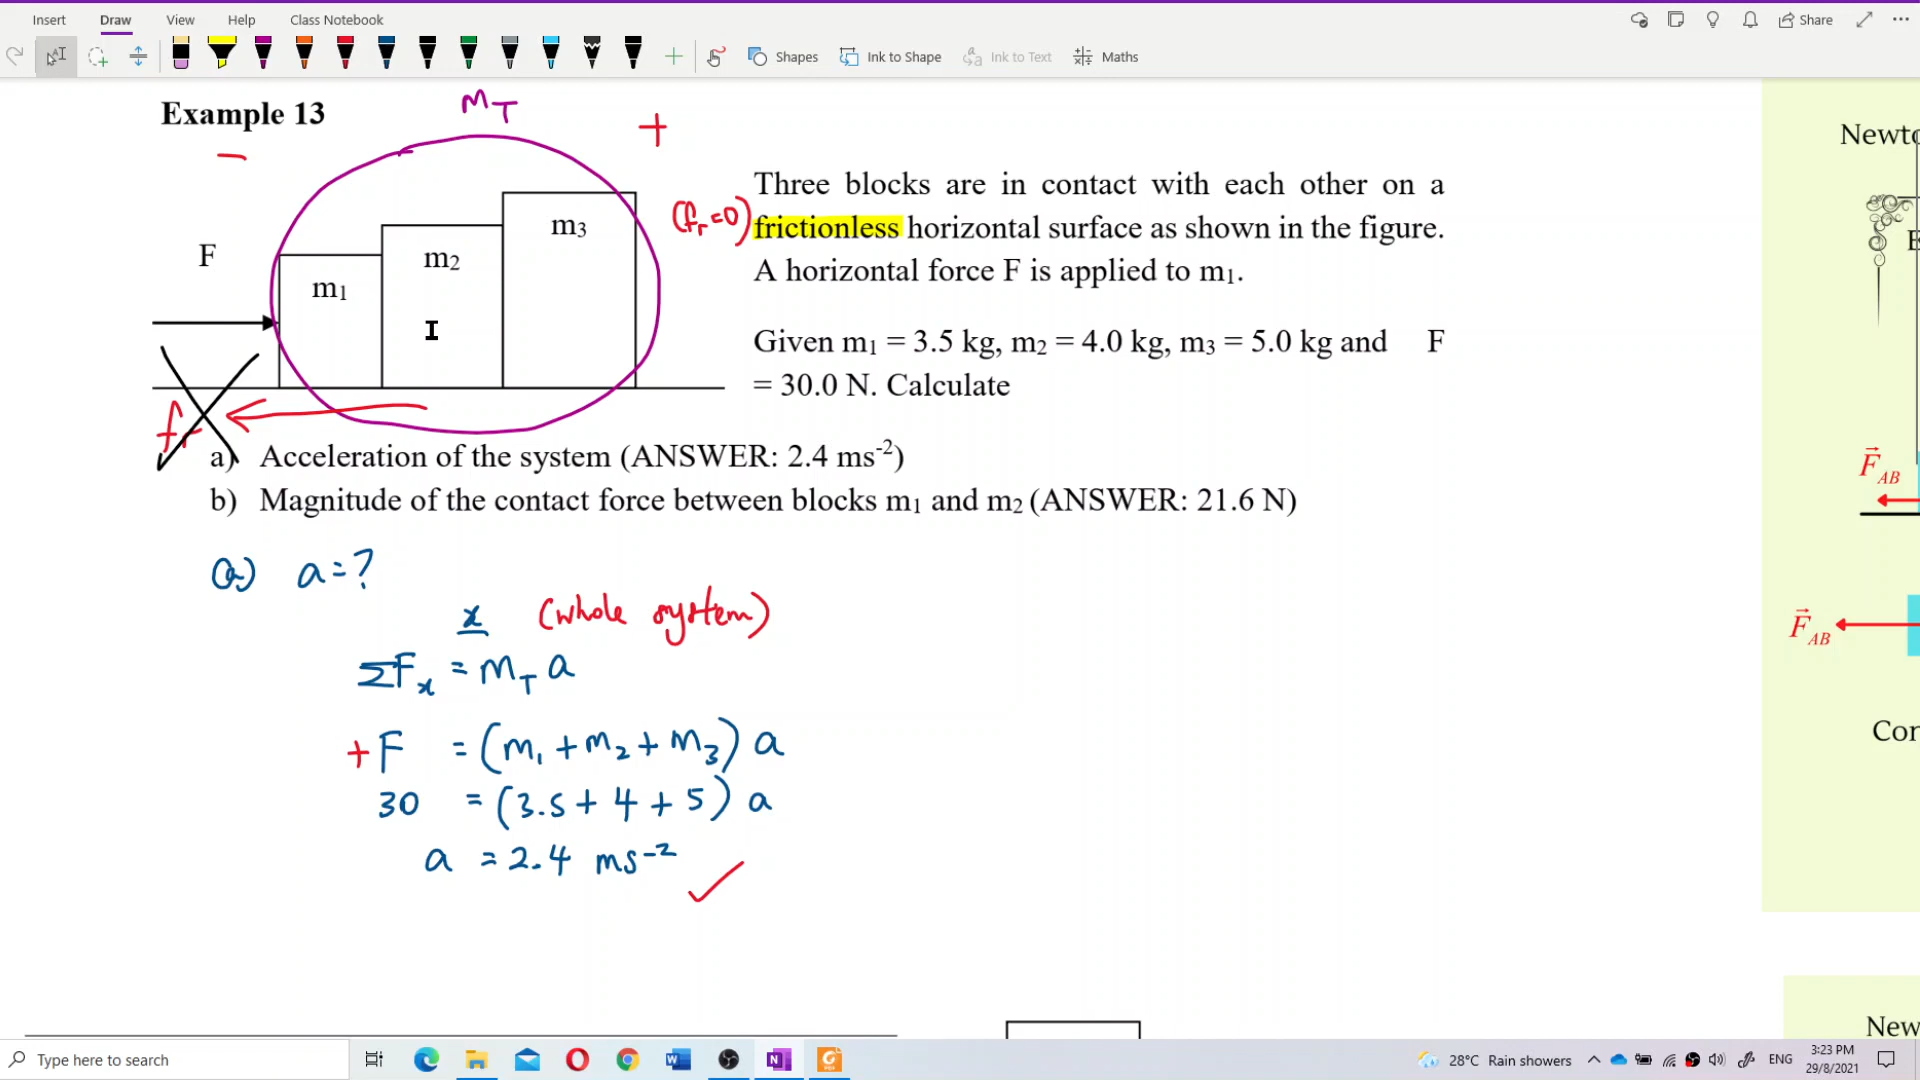 Insert Draw View Help Class Notebook Share
Shapes Ink to Shape Ink to Text Maths
Example 13
M_T
− +
Three blocks are in contact with each other on a
(fr=0) frictionless horizontal surface as shown in the figure.
A horizontal force F is applied to m₁.
F m₁ m₂ m₃
Given m₁ = 3.5 kg, m₂ = 4.0 kg, m₃ = 5.0 kg and F
= 30.0 N. Calculate
fr
a) Acceleration of the system (ANSWER: 2.4 ms⁻²)
b) Magnitude of the contact force between blocks m₁ and m₂ (ANSWER: 21.6 N)
(a) a=?
x (whole system)
ΣFₓ = M_T a
+F = (m₁ + m₂ + m₃) a
30 = (3.5 + 4 + 5) a
a = 2.4 ms⁻²
F_AB
F_AB
Type here to search
28°C Rain showers ENG 3:23 PM
29/8/2021